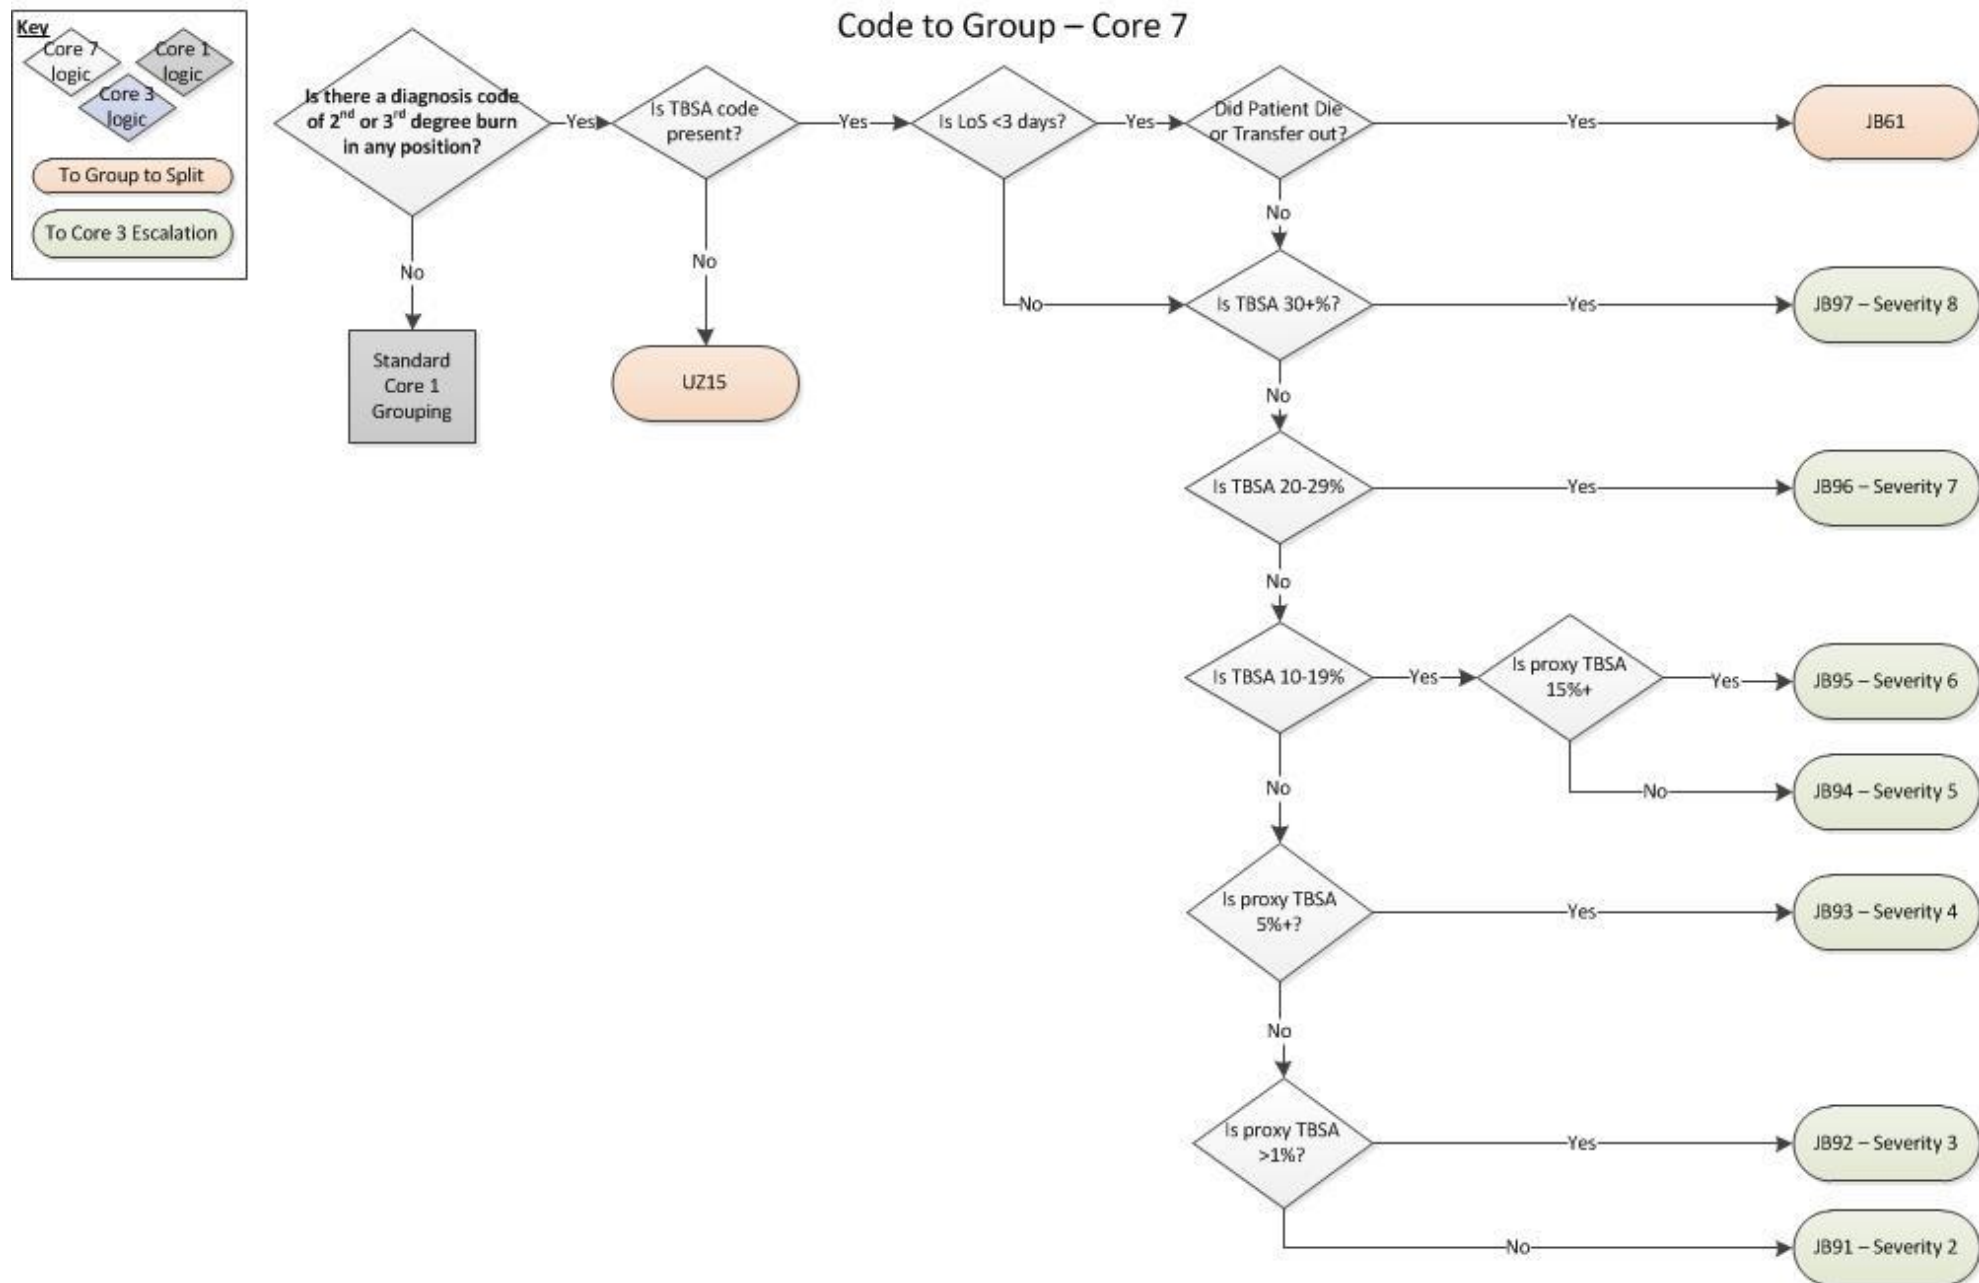 Code to Group – Core 7
Key
Core 7
logic
Core 1
logic
Core 3
logic
To Group to Split
To Core 3 Escalation
Is there a diagnosis code
of 2nd or 3rd degree burn
in any position?
Yes
Is TBSA code
present?
Yes
Is LoS <3 days?
Yes
Did Patient Die
or Transfer out?
Yes
JB61
No
No
No
No
Standard
Core 1
Grouping
UZ15
Is TBSA 30+%?
Yes
JB97 – Severity 8
No
Is TBSA 20-29%
Yes
JB96 – Severity 7
No
Is TBSA 10-19%
Yes
Is proxy TBSA
15%+
Yes
JB95 – Severity 6
No
JB94 – Severity 5
No
Is proxy TBSA
5%+?
Yes
JB93 – Severity 4
No
Is proxy TBSA
>1%?
Yes
JB92 – Severity 3
No
JB91 – Severity 2